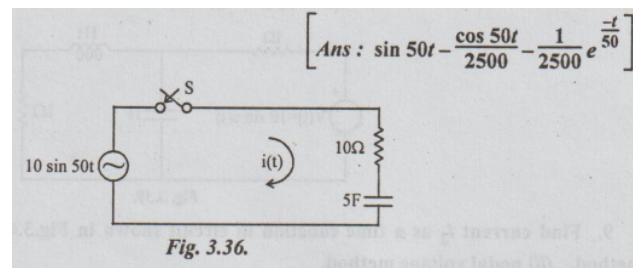 [Ans : sin 50t − cos 50t/2500 − 1/2500 e^(−t/50)]
S
10 sin 50t
i(t)
10Ω
5F
Fig. 3.36.